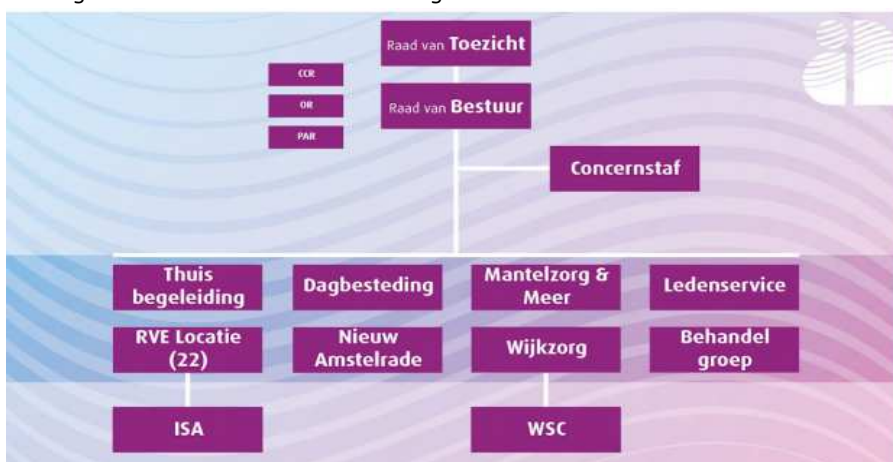 Raad van Toezicht
CCR
OR
PAR
Raad van Bestuur
Concernstaf
Thuis
begeleiding
Dagbesteding
Mantelzorg &
Meer
Ledenservice
RVE Locatie
(22)
Nieuw
Amstelrade
Wijkzorg
Behandel
groep
ISA
WSC